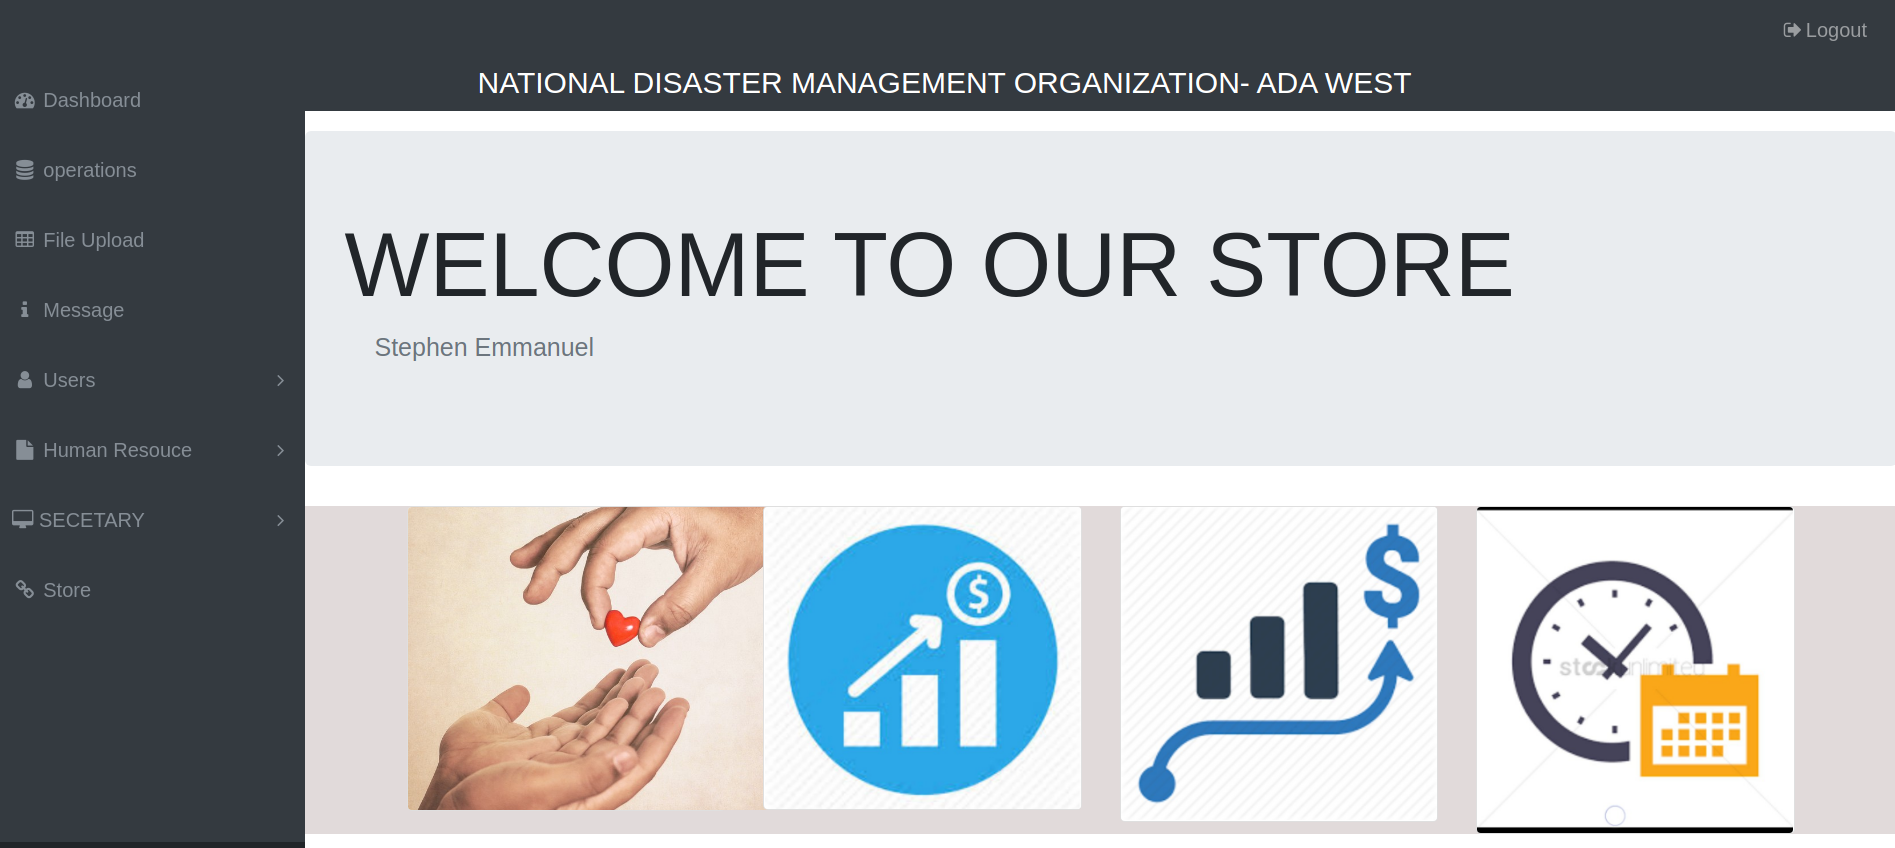 Logout
NATIONAL DISASTER MANAGEMENT ORGANIZATION- ADA WEST
Dashboard
operations
File Upload
Message
Users
Human Resouce
SECETARY
Store
WELCOME TO OUR STORE
Stephen Emmanuel
$
$